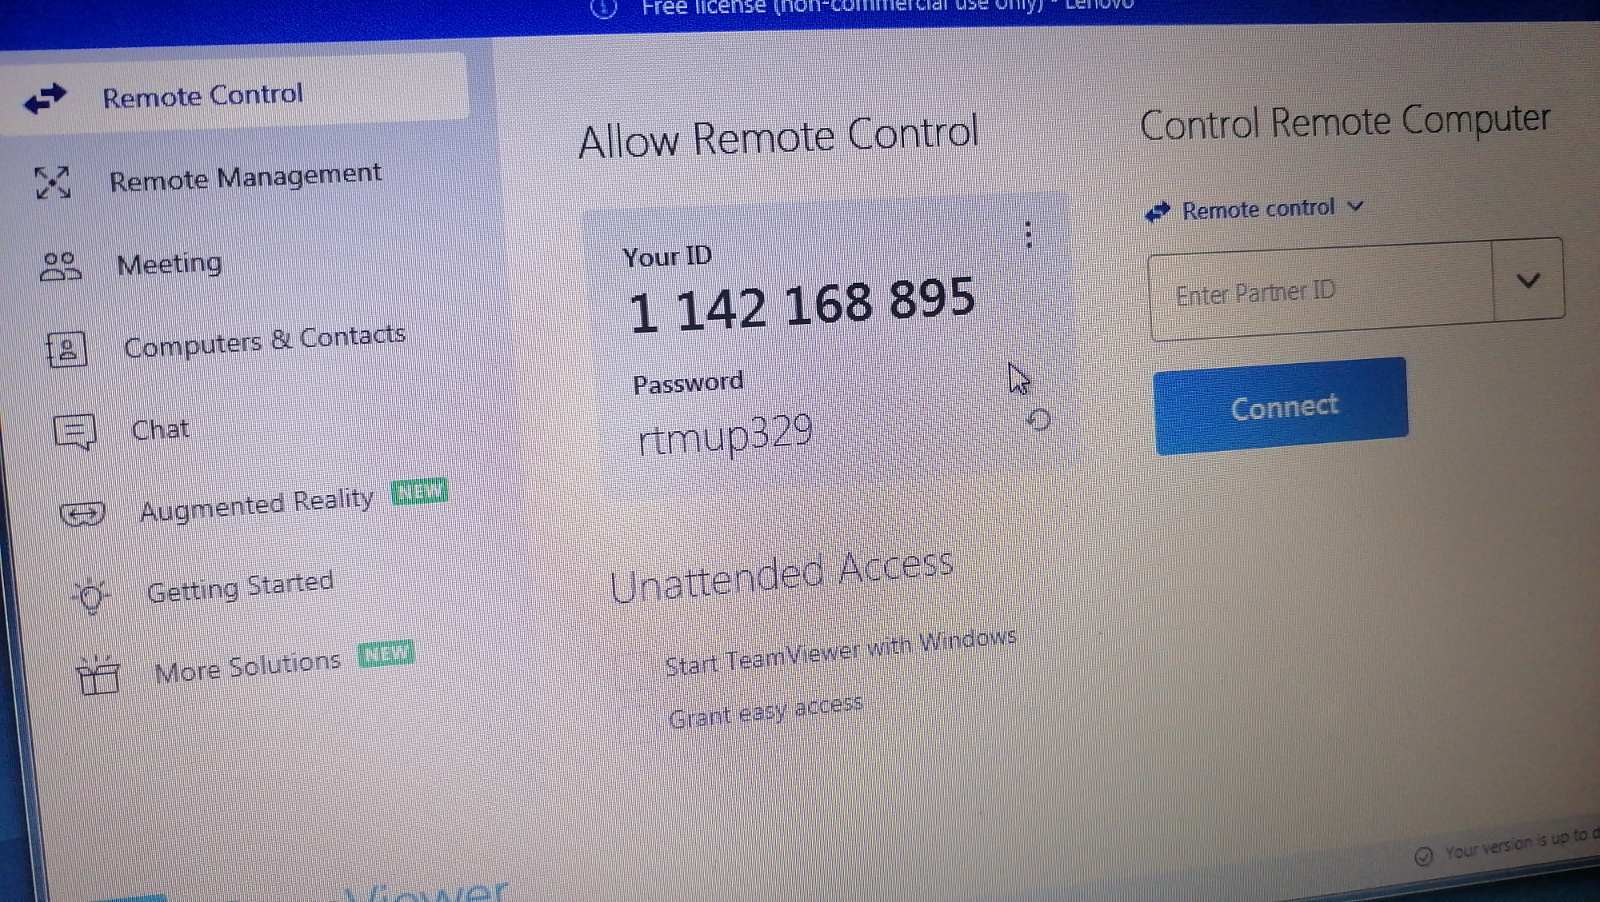 Free license (non-commercial use only) - Lenovo
Remote Control
Remote Management
Meeting
Computers & Contacts
Chat
Augmented Reality NEW
Getting Started
More Solutions NEW
Allow Remote Control
Your ID
1 142 168 895
Password
rtmup329
Unattended Access
Start TeamViewer with Windows
Grant easy access
Control Remote Computer
Remote control
Enter Partner ID
Connect
Your version is up to d
Viewer